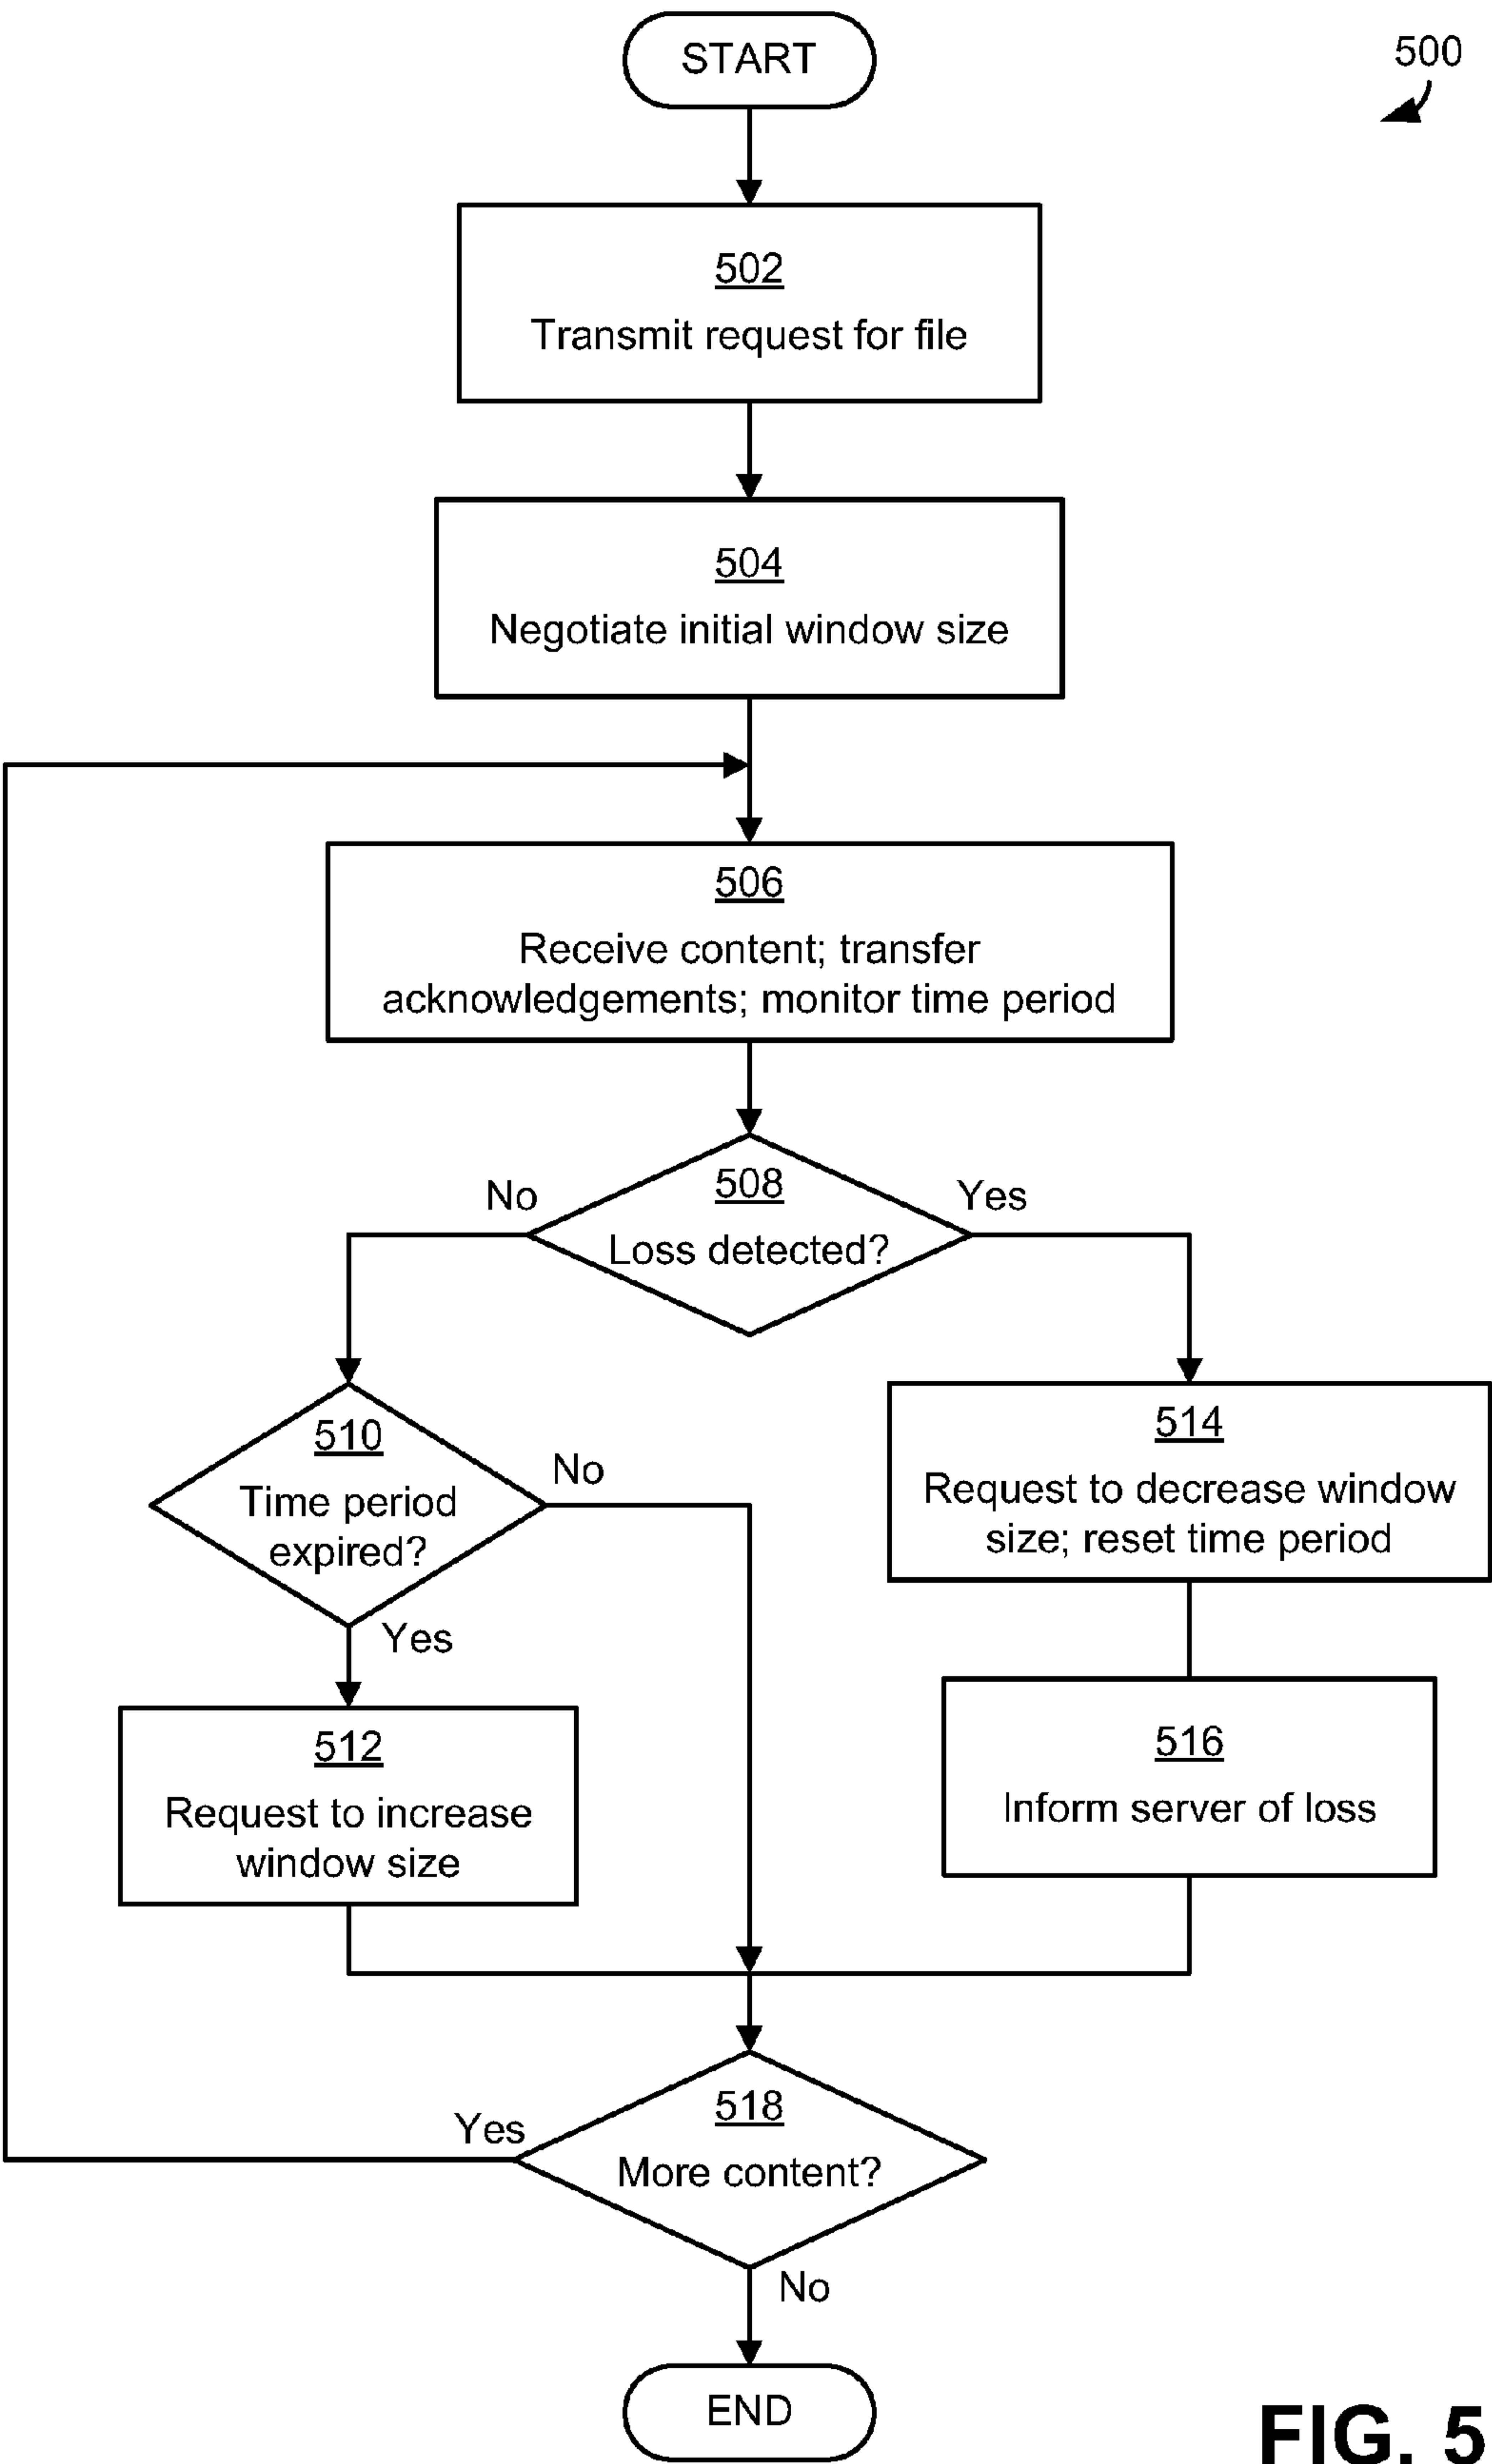 START
500
502
Transmit request for file
504
Negotiate initial window size
506
Receive content; transfer
acknowledgements; monitor time period
508
Loss detected?
No
Yes
510
Time period
expired?
No
Yes
512
Request to increase
window size
514
Request to decrease window
size; reset time period
516
Inform server of loss
518
More content?
Yes
No
END
FIG. 5